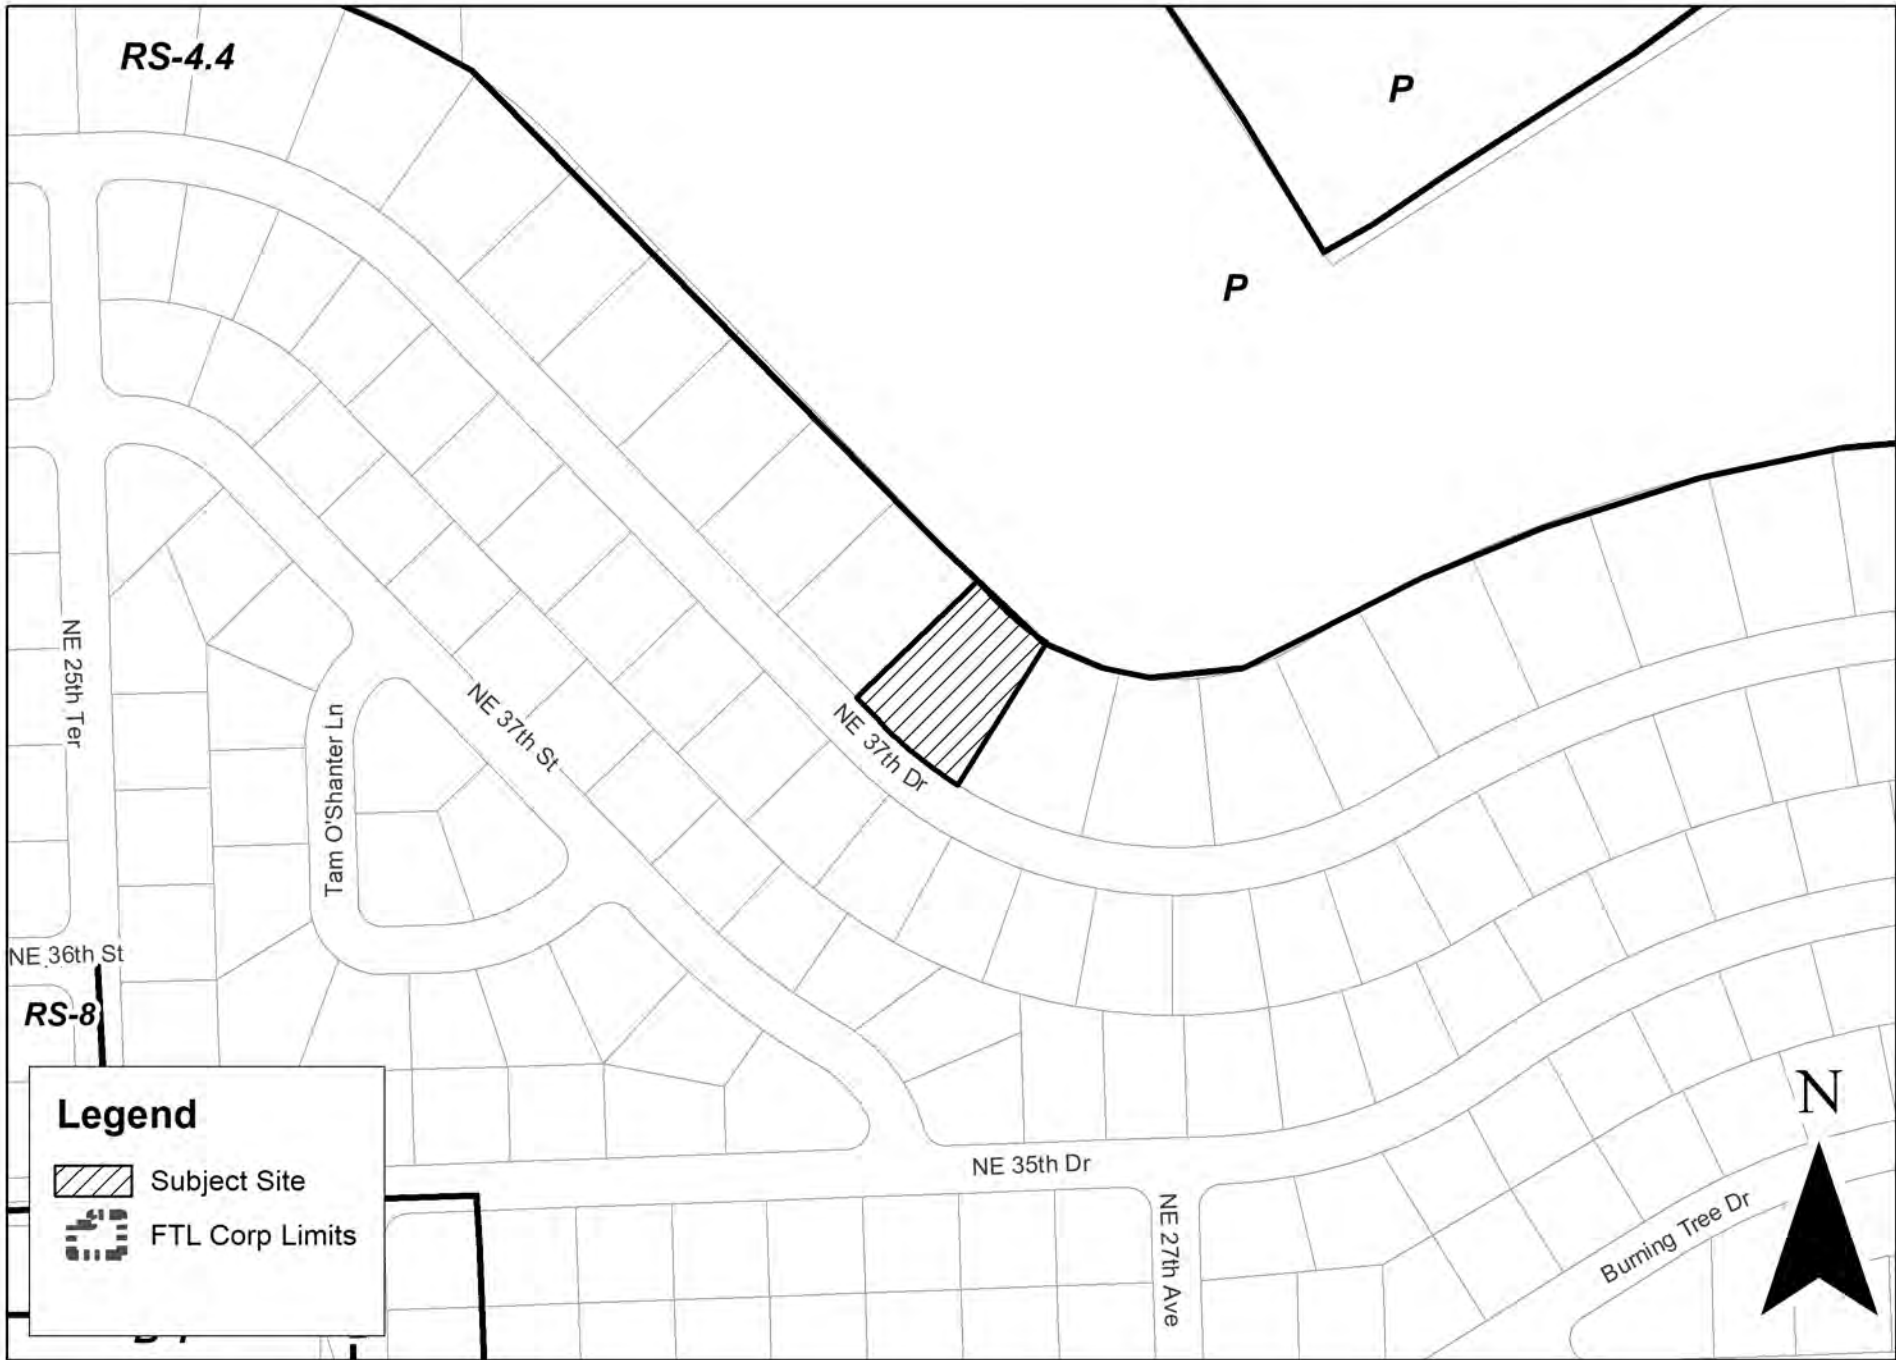 RS-4.4
P
P
NE 25th Ter
NE 37th St
NE 37th Dr
Tam O'Shanter Ln
NE 36th St
RS-8
Legend
Subject Site
FTL Corp Limits
N
NE 35th Dr
NE 27th Ave
Burning Tree Dr